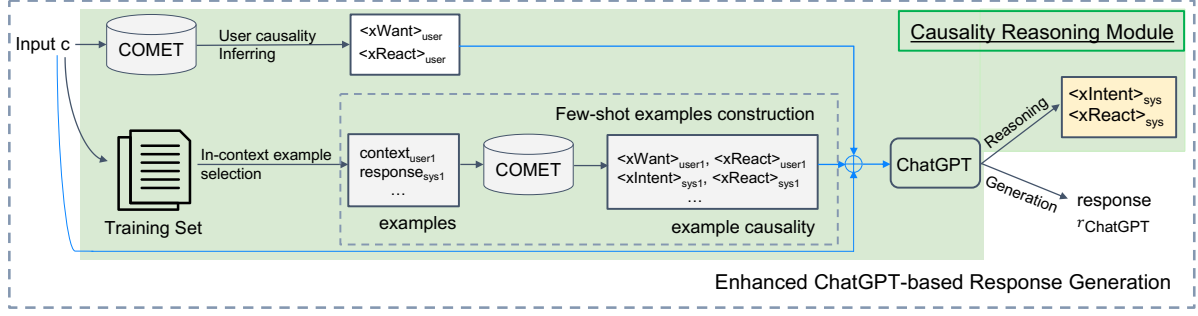 Input c
COMET
User causality
Inferring
<xWant>user
<xReact>user
Causality Reasoning Module
Few-shot examples construction
Training Set
In-context example
selection
contextuser1
responsesys1
...
examples
COMET
<xWant>user1, <xReact>user1
<xIntent>sys1, <xReact>sys1
...
example causality
ChatGPT
Reasoning
<xIntent>sys
<xReact>sys
Generation
response
rChatGPT
Enhanced ChatGPT-based Response Generation